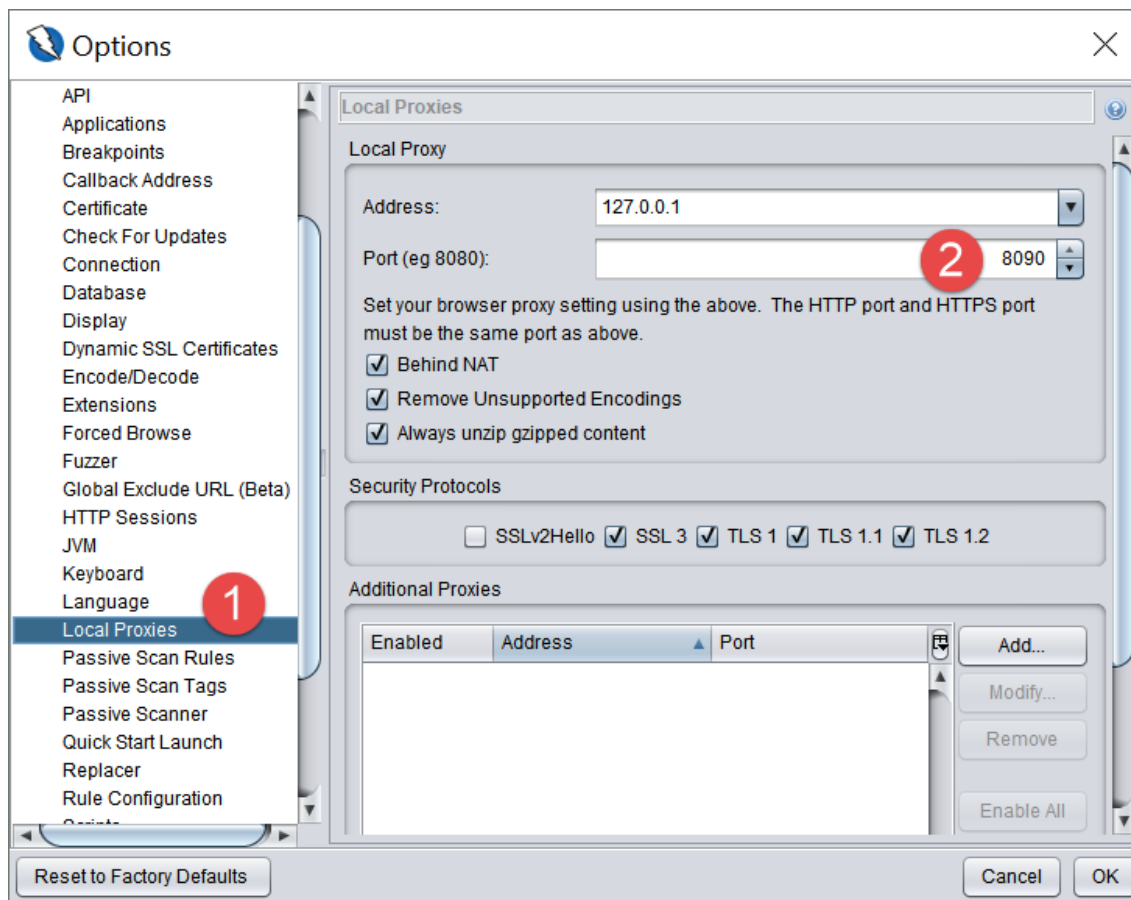 Options
API
Applications
Breakpoints
Callback Address
Certificate
Check For Updates
Connection
Database
Display
Dynamic SSL Certificates
Encode/Decode
Extensions
Forced Browse
Fuzzer
Global Exclude URL (Beta)
HTTP Sessions
JVM
Keyboard
Language
1
Local Proxies
Passive Scan Rules
Passive Scan Tags
Passive Scanner
Quick Start Launch
Replacer
Rule Configuration
Scripts
Local Proxies
Local Proxy
Address: 127.0.0.1
Port (eg 8080): 2 8090
Set your browser proxy setting using the above. The HTTP port and HTTPS port
must be the same port as above.
Behind NAT
Remove Unsupported Encodings
Always unzip gzipped content
Security Protocols
SSLv2Hello SSL 3 TLS 1 TLS 1.1 TLS 1.2
Additional Proxies
Enabled Address Port
Add...
Modify...
Remove
Enable All
Reset to Factory Defaults Cancel OK